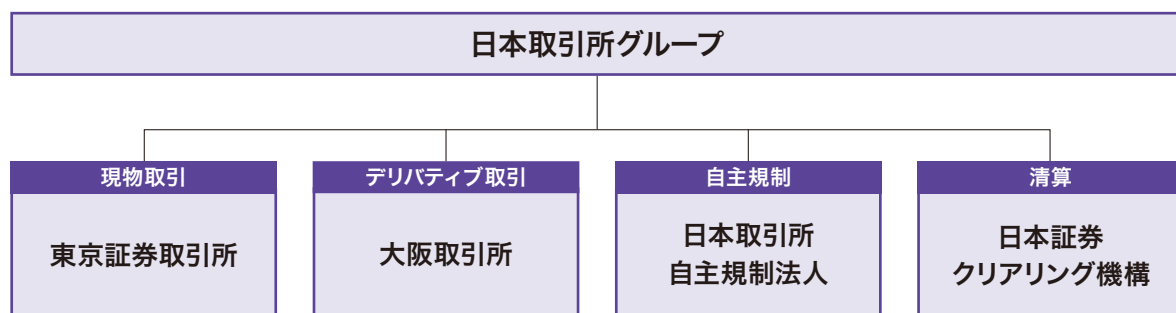 日本取引所グループ
現物取引
東京証券取引所
デリバティブ取引
大阪取引所
自主規制
日本取引所
自主規制法人
清算
日本証券
クリアリング機構